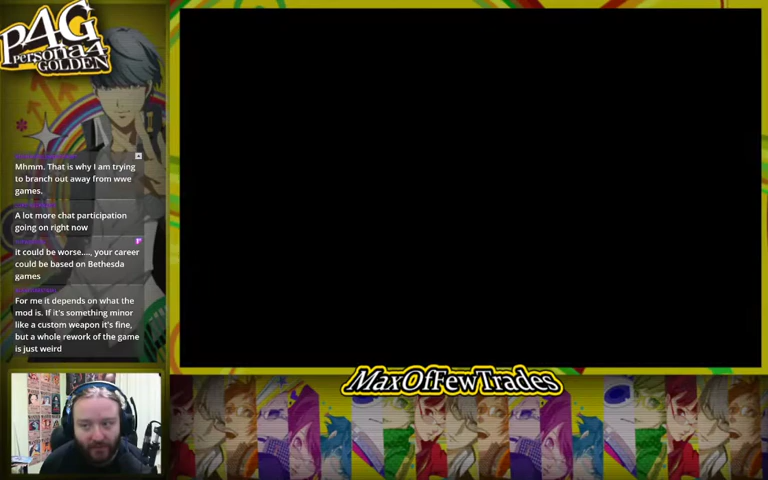 P4G
Persona4
GOLDEN
Mhmm. That is why I am trying
to branch out away from wwe
games.
A lot more chat participation
going on right now
it could be worse...., your career
could be based on Bethesda
games
For me it depends on what the
mod is. If it's something minor
like a custom weapon it's fine,
but a whole rework of the game
is just weird
MaxOfFewTrades